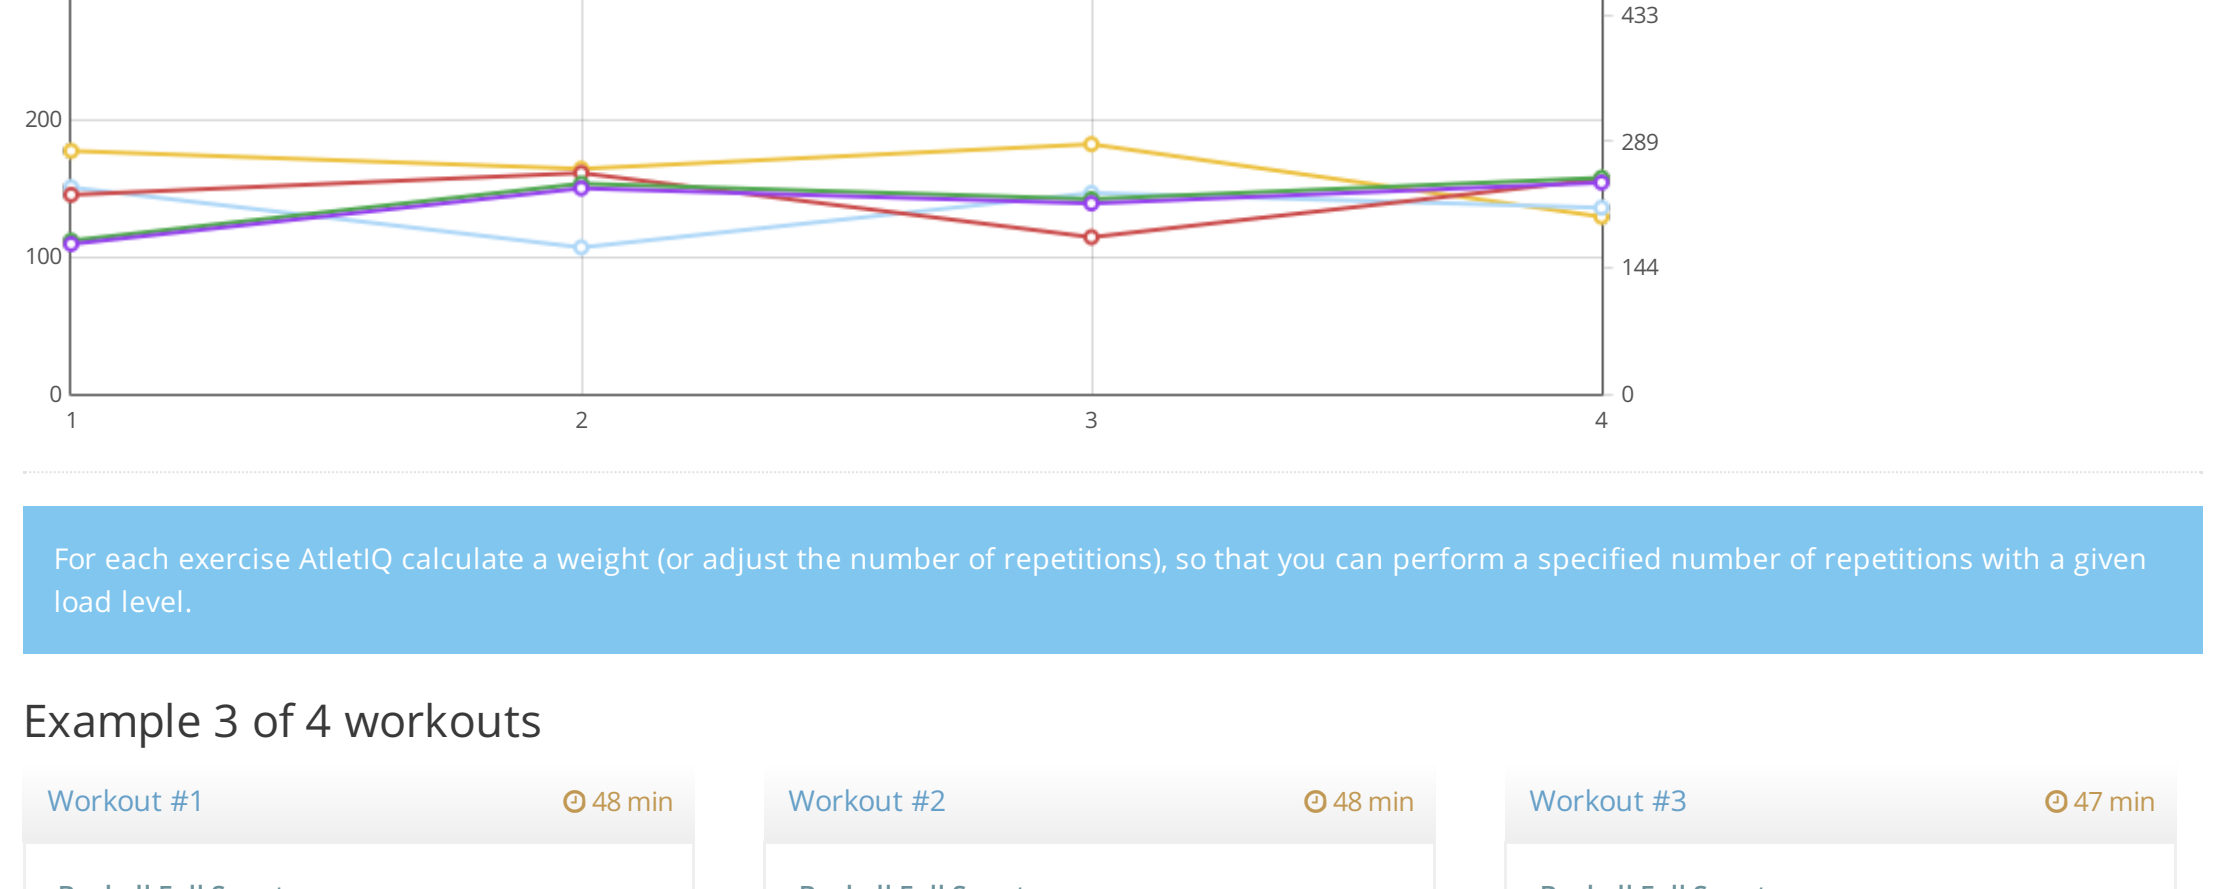 433
200
289
100
144
0
0
1
2
3
4
For each exercise AtletIQ calculate a weight (or adjust the number of repetitions), so that you can perform a specified number of repetitions with a given
load level.
Example 3 of 4 workouts
Workout #1
48 min
Workout #2
48 min
Workout #3
47 min